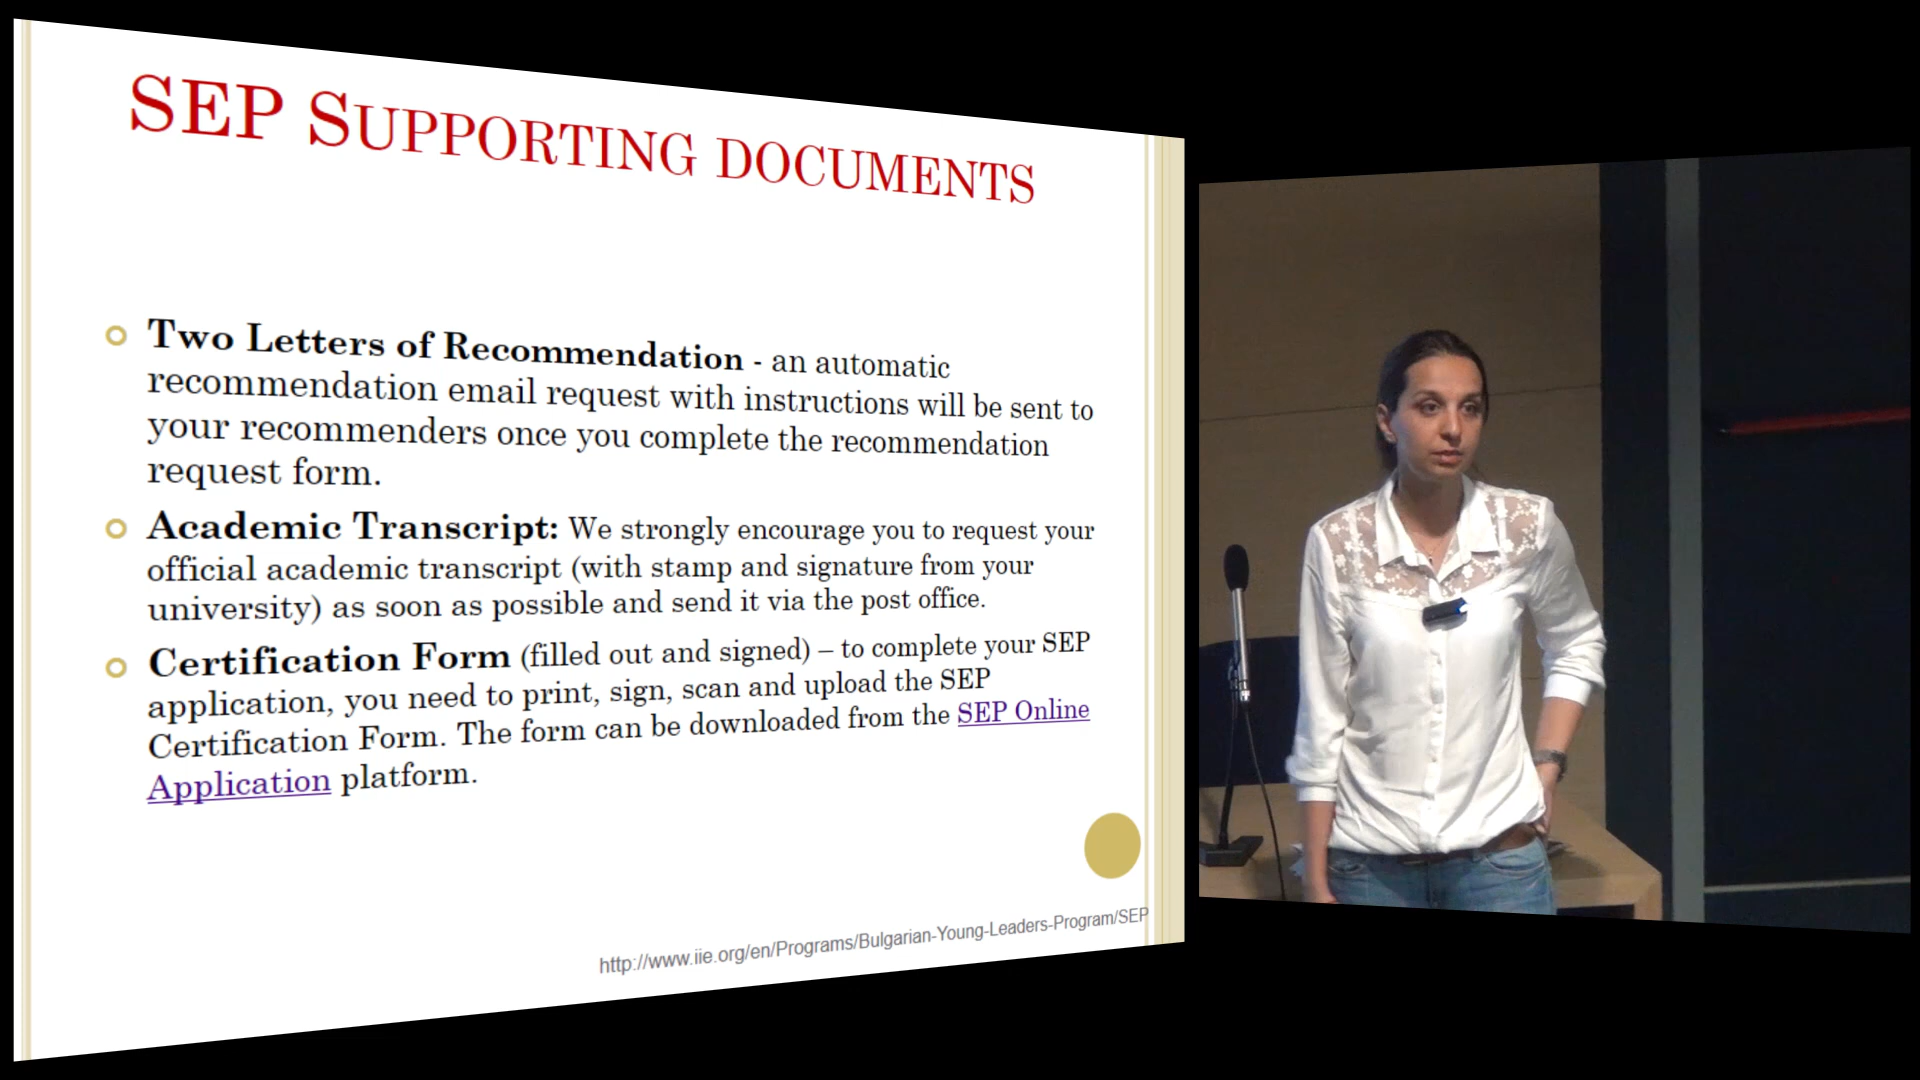 SEP SUPPORTING DOCUMENTS
Two Letters of Recommendation - an automatic
recommendation email request with instructions will be sent to
your recommenders once you complete the recommendation
request form.
Academic Transcript: We strongly encourage you to request your
official academic transcript (with stamp and signature from your
university) as soon as possible and send it via the post office.
Certification Form (filled out and signed) – to complete your SEP
application, you need to print, sign, scan and upload the SEP
Certification Form. The form can be downloaded from the SEP Online
Application platform.
http://www.iie.org/en/Programs/Bulgarian-Young-Leaders-Program/SEP